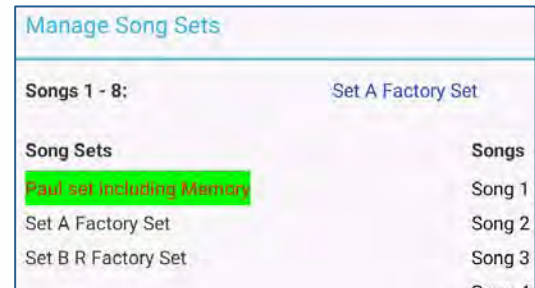 Manage Song Sets
Songs 1 - 8: Set A Factory Set
Song Sets Songs
Paul set including Memory Song 1
Set A Factory Set Song 2
Set B R Factory Set Song 3